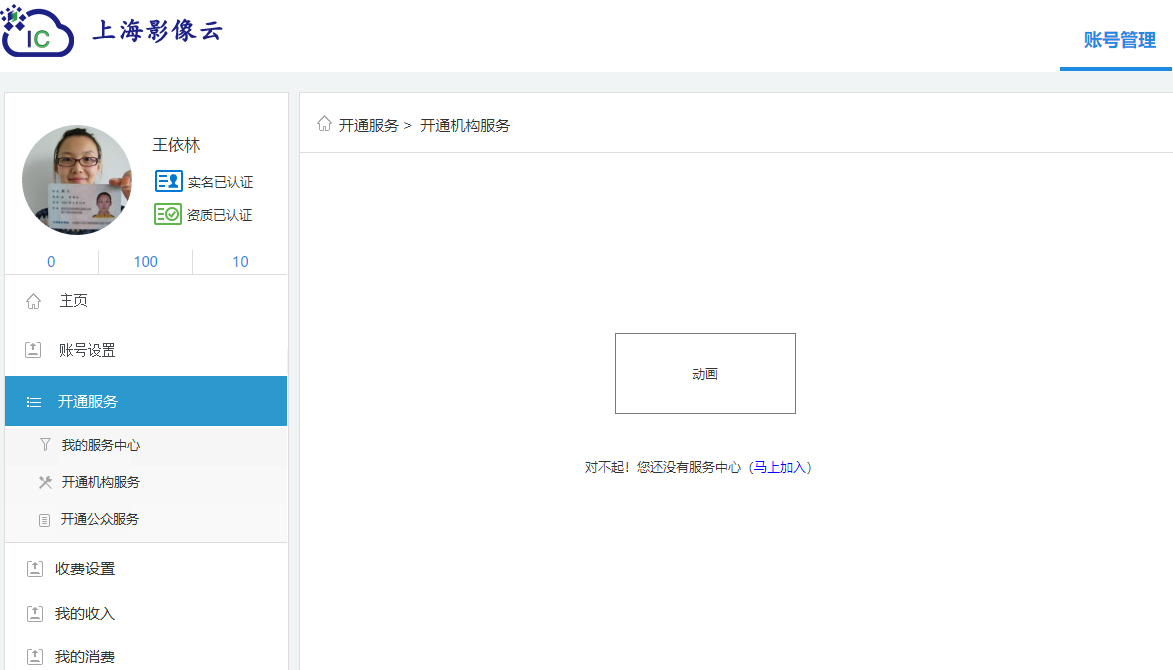 IC 上海影像云
账号管理
王依林
实名已认证
资质已认证
0 100 10
主页
账号设置
开通服务
我的服务中心
开通机构服务
开通公众服务
收费设置
我的收入
我的消费
开通服务 > 开通机构服务
动画
对不起！您还没有服务中心（马上加入）